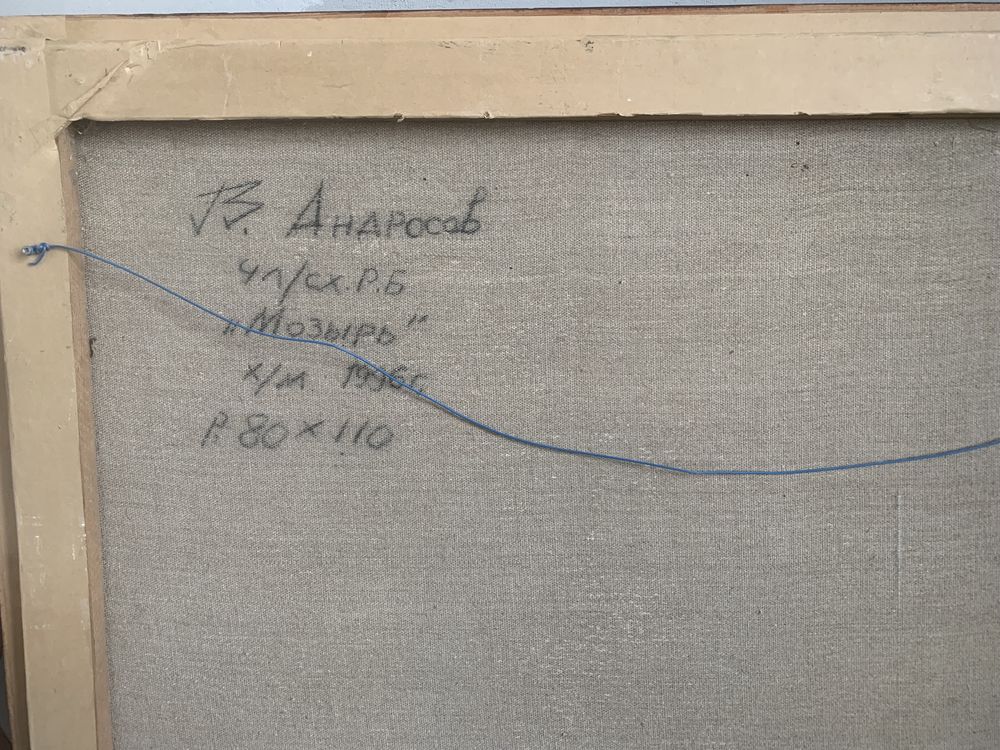 В. Андросов
чл/сх. Р.Б
„Мозырь"
х/м 1996г.
Р. 80×110